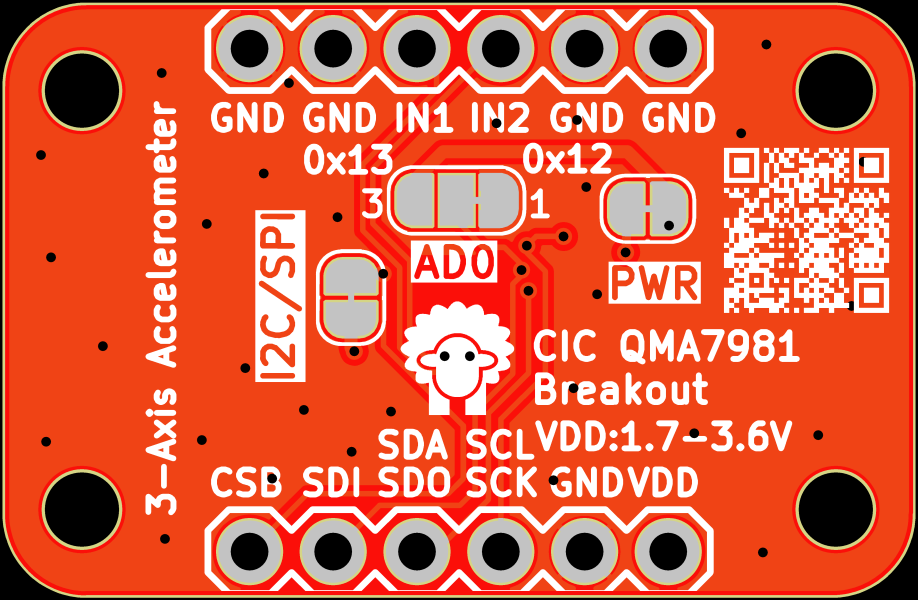 GND GND IN1 IN2 GND GND
0x13 0x12
3 1
AD0
PWR
I2C/SPI
3-Axis Accelerometer
CIC QMA7981
Breakout
VDD:1.7-3.6V
SDA SCL
CSB SDI SDO SCK GND VDD